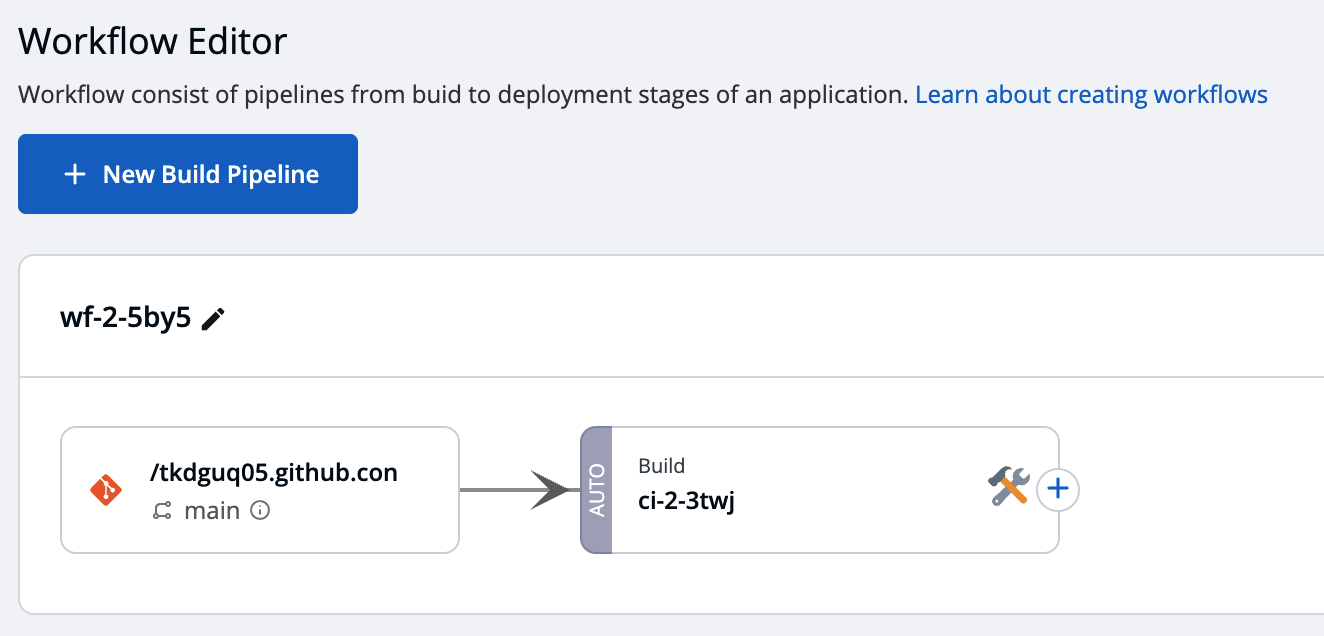 Workflow Editor
Workflow consist of pipelines from buid to deployment stages of an application. Learn about creating workflows
+ New Build Pipeline
wf-2-5by5
/tkdguq05.github.con
main
AUTO
Build
ci-2-3twj